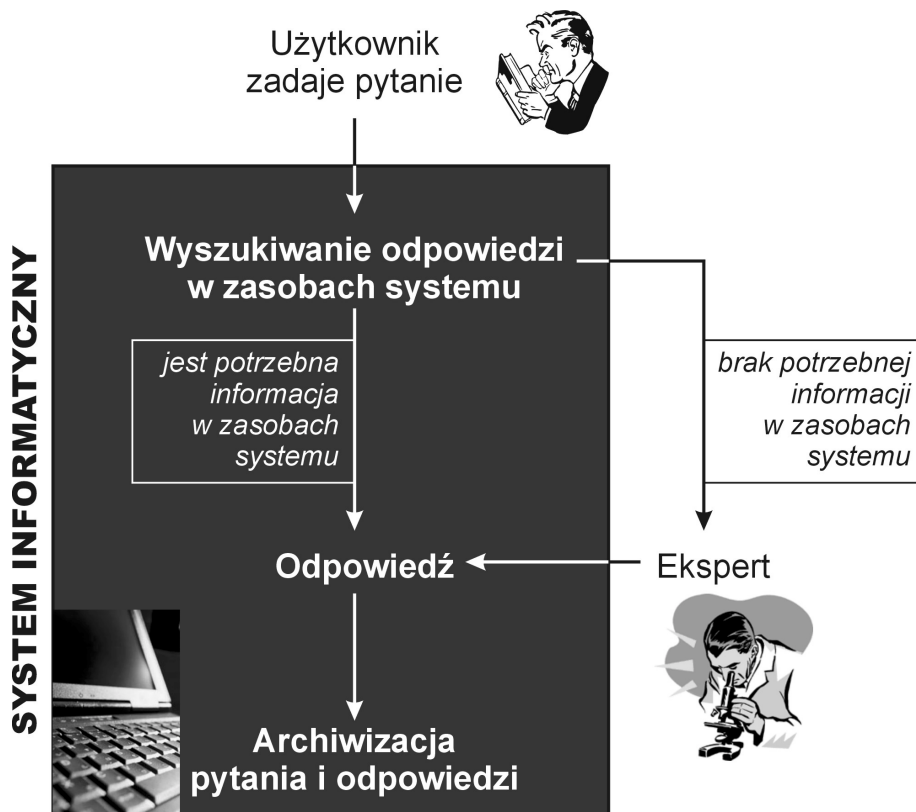 Użytkownik
zadaje pytanie
SYSTEM INFORMATYCZNY
Wyszukiwanie odpowiedzi
w zasobach systemu
jest potrzebna
informacja
w zasobach
systemu
brak potrzebnej
informacji
w zasobach
systemu
Odpowiedź
Ekspert
Archiwizacja
pytania i odpowiedzi